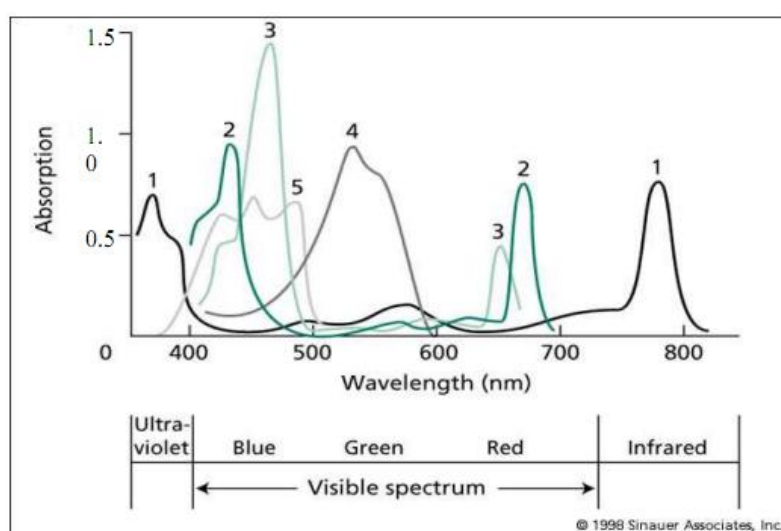 1.5
3
2
4
1.
0
1
5
2
1
0.5
3
Absorption
0 400 500 600 700 800
Wavelength (nm)
Ultra-
violet Blue Green Red Infrared
Visible spectrum
© 1998 Sinauer Associates, Inc